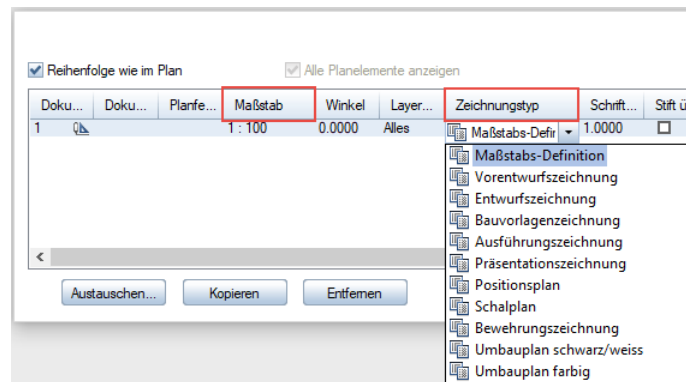 Reihenfolge wie im Plan Alle Planelemente anzeigen
Doku... Doku... Planfe... Maßstab Winkel Layer... Zeichnungstyp Schrift... Stift ü
1 1 : 100 0.0000 Alles Maßstabs-Defir 1.0000
Maßstabs-Definition
Vorentwurfszeichnung
Entwurfszeichnung
Bauvorlagenzeichnung
Ausführungszeichnung
Präsentationszeichnung
Positionsplan
Schalplan
Bewehrungszeichnung
Umbauplan schwarz/weiss
Umbauplan farbig
Austauschen... Kopieren Entfernen